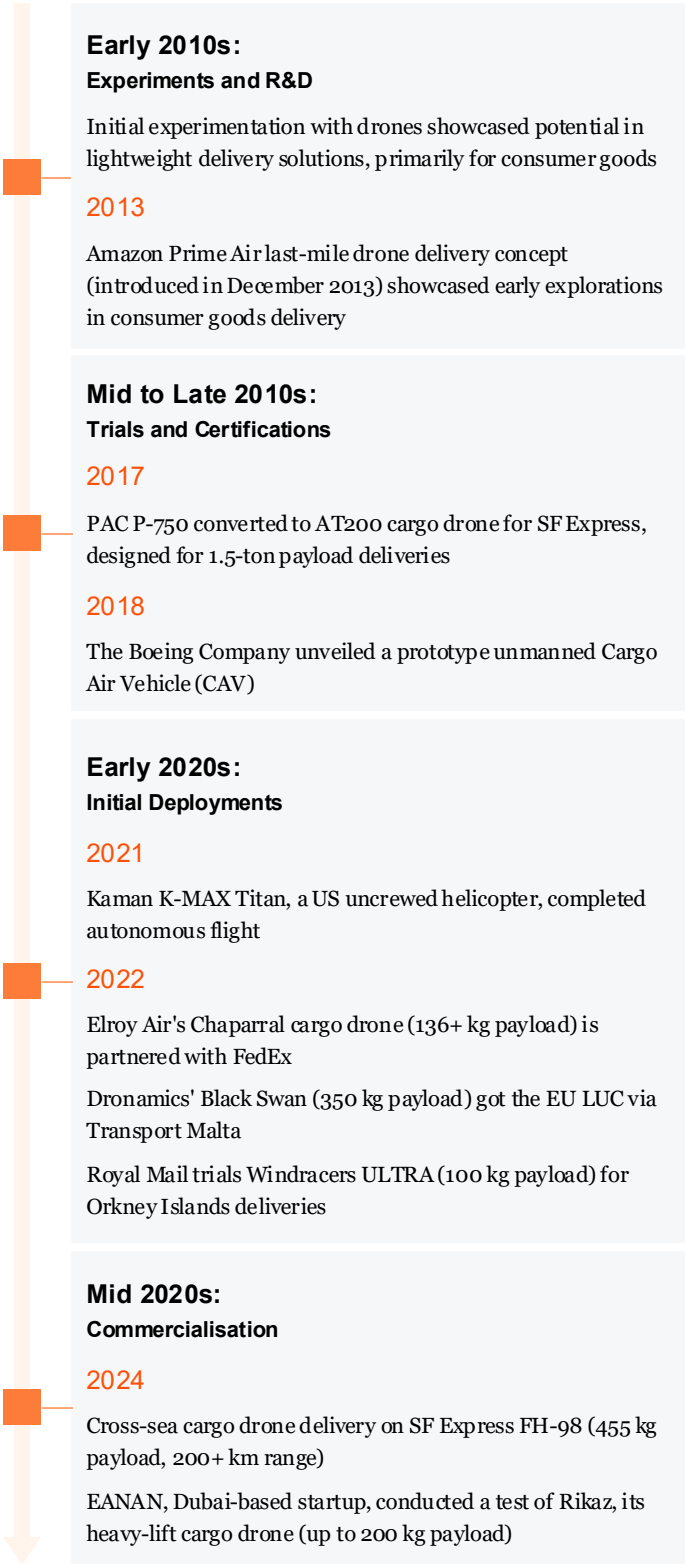 Early 2010s:
Experiments and R&D
Initial experimentation with drones showcased potential in
lightweight delivery solutions, primarily for consumer goods
2013
Amazon Prime Air last-mile drone delivery concept
(introduced in December 2013) showcased early explorations
in consumer goods delivery
Mid to Late 2010s:
Trials and Certifications
2017
PAC P-750 converted to AT200 cargo drone for SF Express,
designed for 1.5-ton payload deliveries
2018
The Boeing Company unveiled a prototype unmanned Cargo
Air Vehicle (CAV)
Early 2020s:
Initial Deployments
2021
Kaman K-MAX Titan, a US uncrewed helicopter, completed
autonomous flight
2022
Elroy Air's Chaparral cargo drone (136+ kg payload) is
partnered with FedEx
Dronamics' Black Swan (350 kg payload) got the EU LUC via
Transport Malta
Royal Mail trials Windracers ULTRA (100 kg payload) for
Orkney Islands deliveries
Mid 2020s:
Commercialisation
2024
Cross-sea cargo drone delivery on SF Express FH-98 (455 kg
payload, 200+ km range)
EANAN, Dubai-based startup, conducted a test of Rikaz, its
heavy-lift cargo drone (up to 200 kg payload)